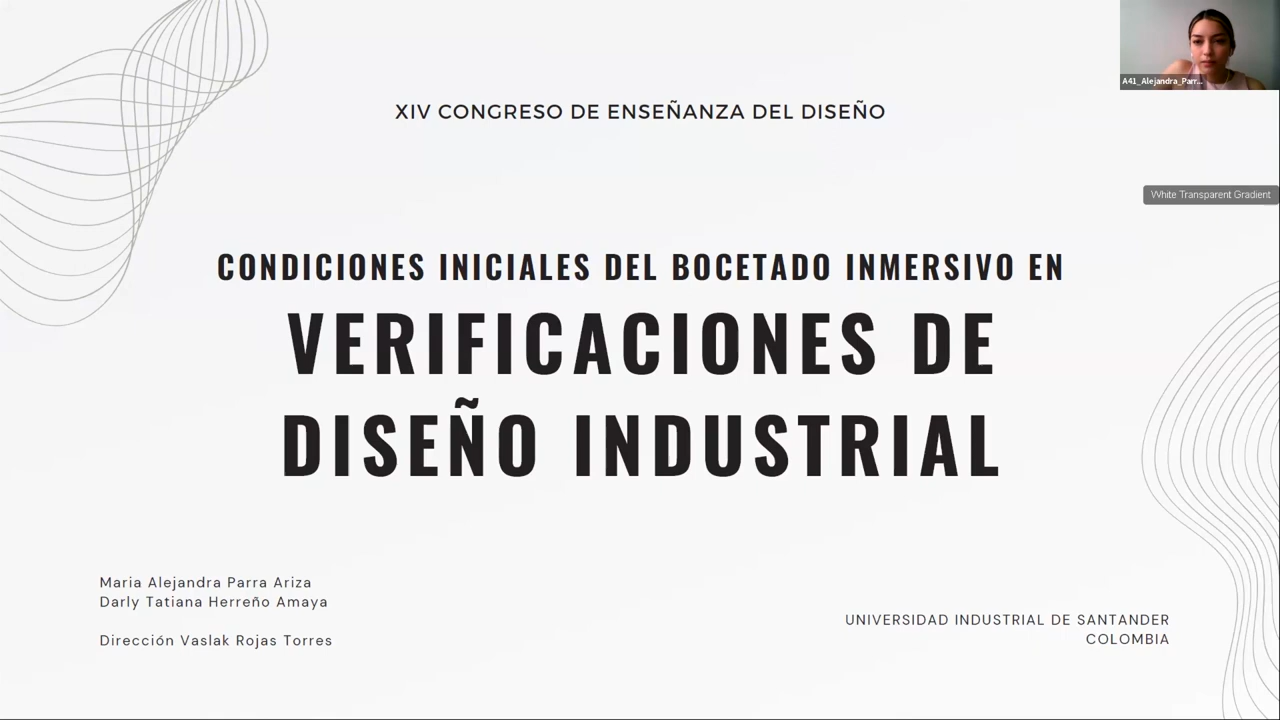 A41_Alejandra_Parr...
XIV CONGRESO DE ENSEÑANZA DEL DISEÑO
White Transparent Gradient
CONDICIONES INICIALES DEL BOCETADO INMERSIVO EN
VERIFICACIONES DE
DISEÑO INDUSTRIAL
Maria Alejandra Parra Ariza
Darly Tatiana Herreño Amaya
Dirección Vaslak Rojas Torres
UNIVERSIDAD INDUSTRIAL DE SANTANDER
COLOMBIA